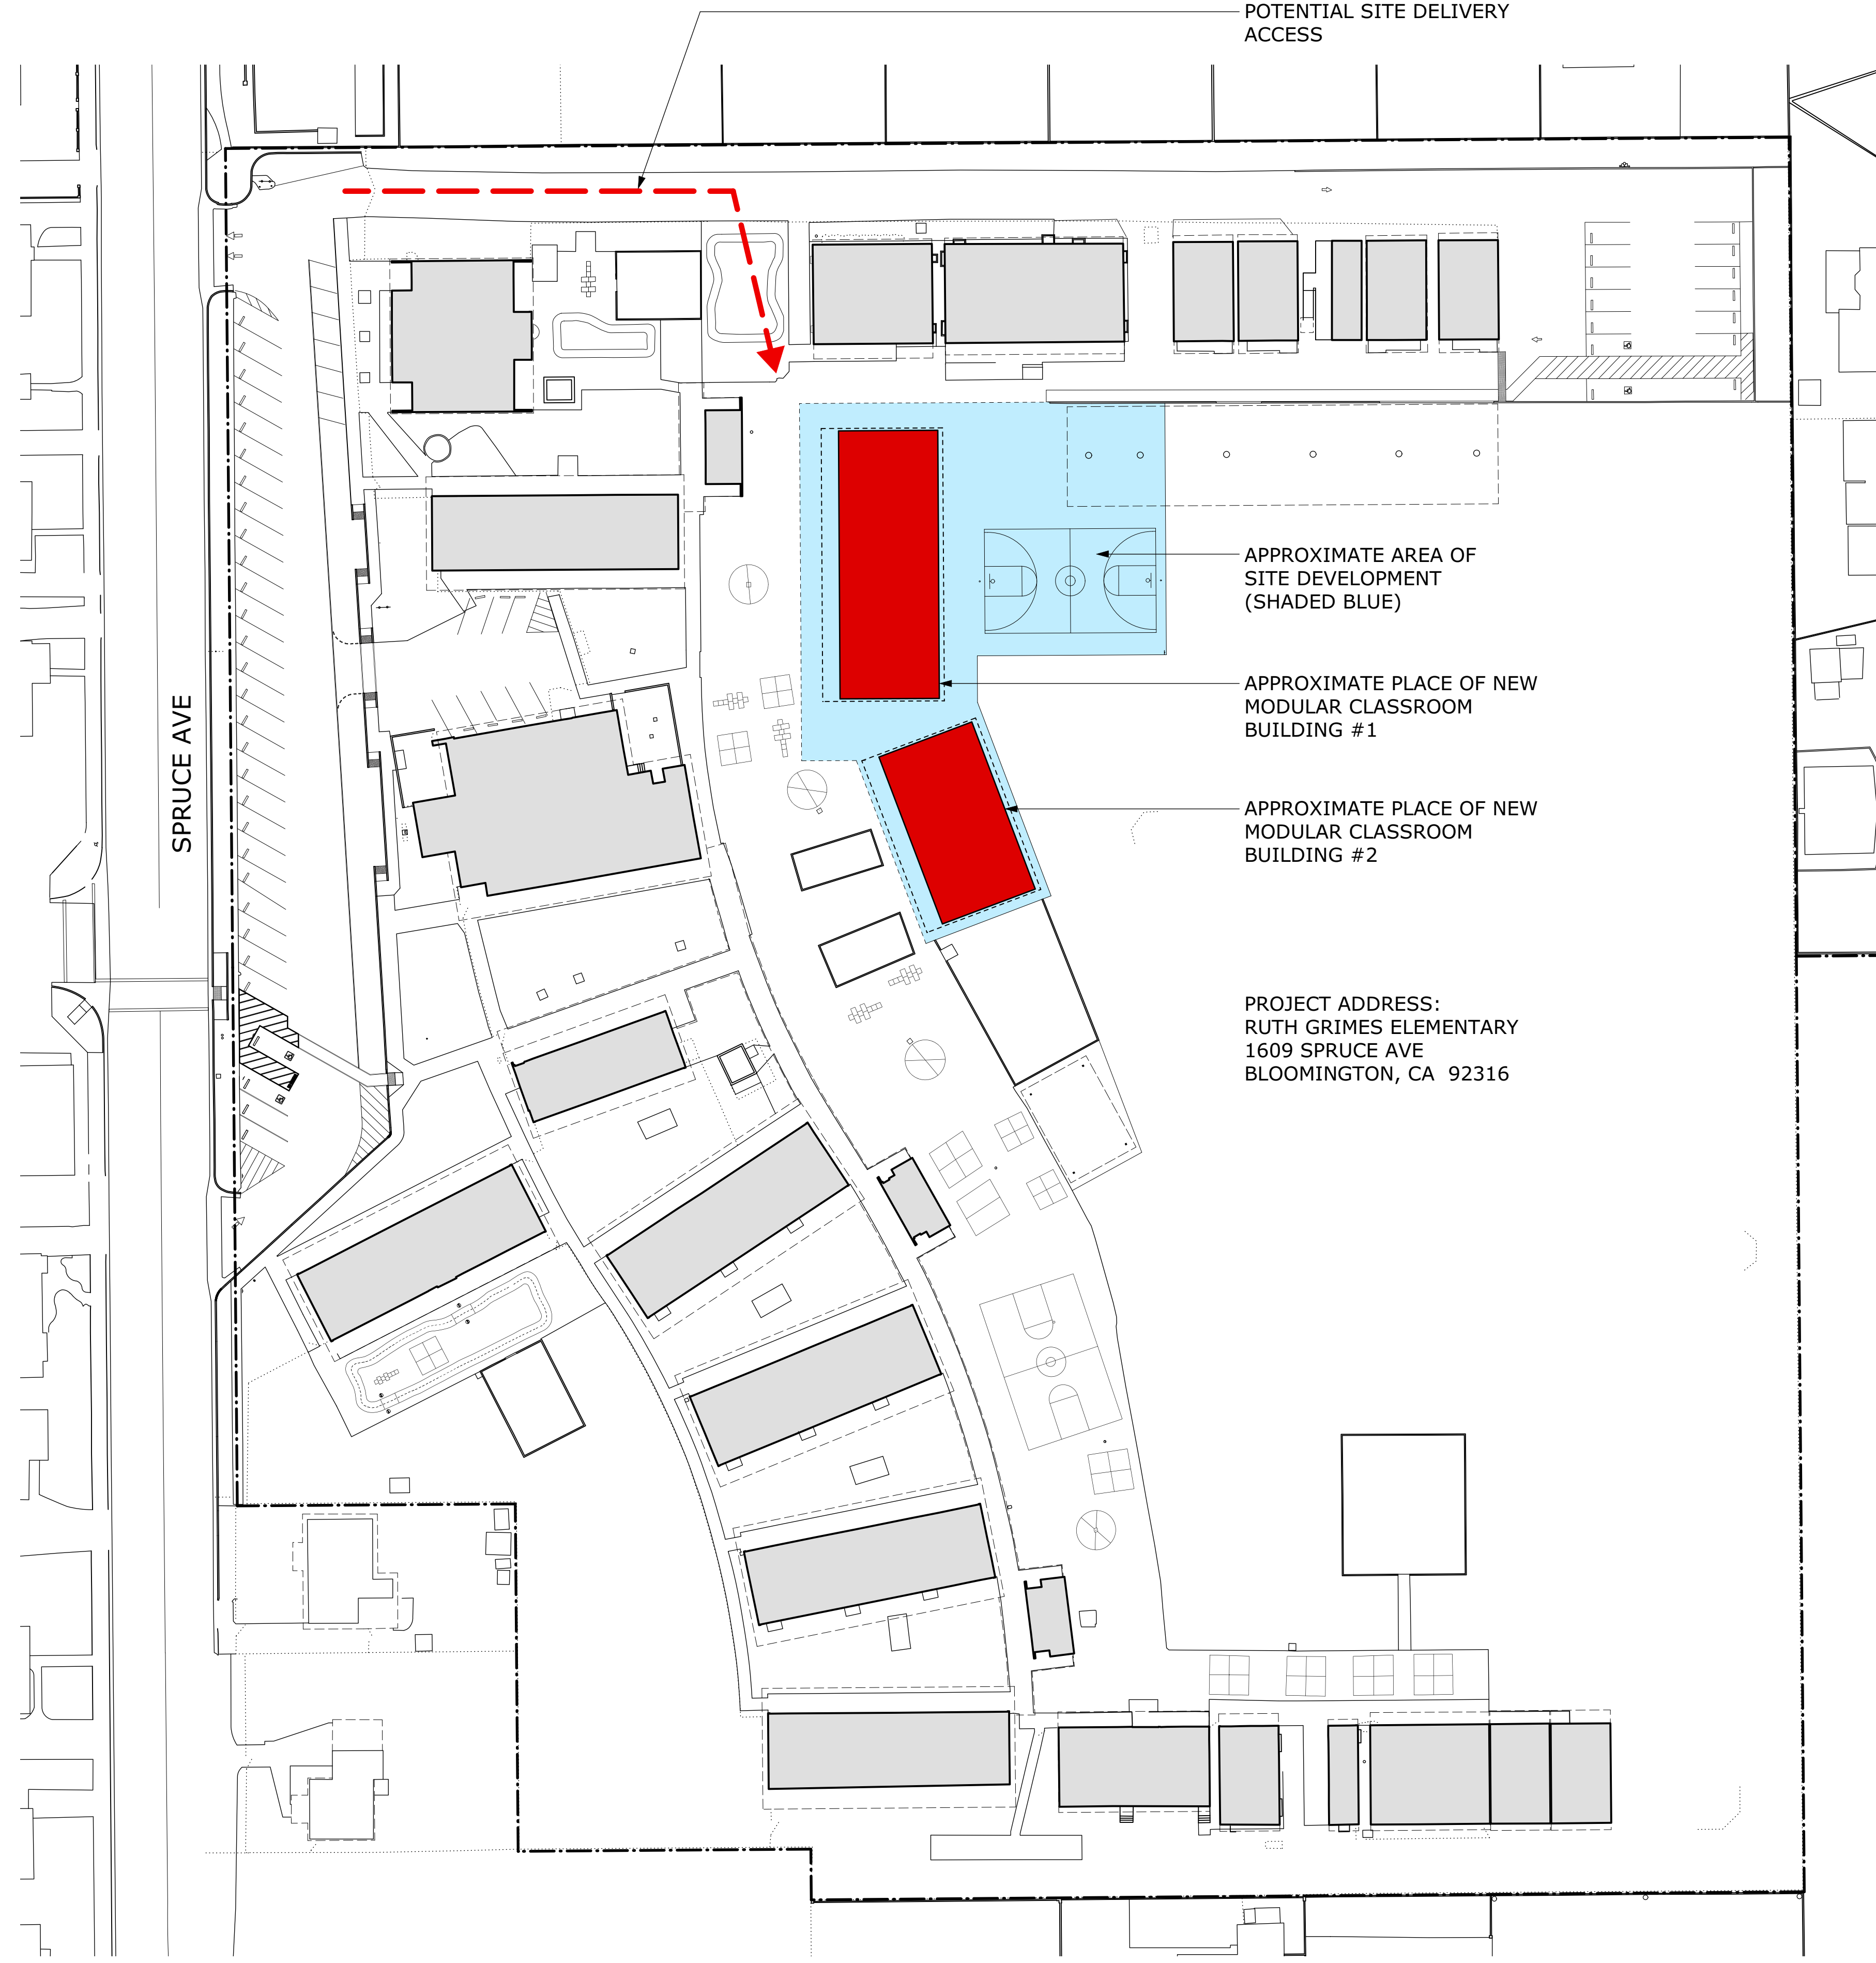 POTENTIAL SITE DELIVERY
ACCESS
APPROXIMATE AREA OF
SITE DEVELOPMENT
(SHADED BLUE)
APPROXIMATE PLACE OF NEW
MODULAR CLASSROOM
BUILDING #1
SPRUCE AVE
APPROXIMATE PLACE OF NEW
MODULAR CLASSROOM
BUILDING #2
PROJECT ADDRESS:
RUTH GRIMES ELEMENTARY
1609 SPRUCE AVE
BLOOMINGTON, CA  92316